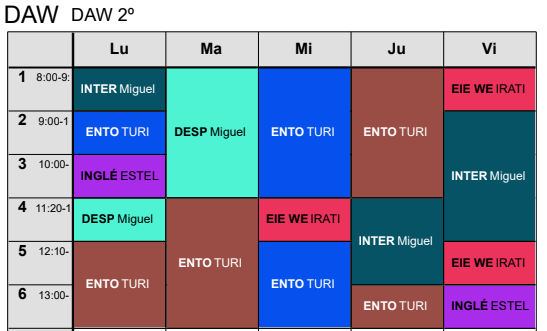 DAW DAW 2º
Lu Ma Mi Ju Vi
1 8:00-9:
INTER Miguel
EIE WE IRATI
2 9:00-1
ENTO TURI
DESP Miguel
ENTO TURI
ENTO TURI
3 10:00-
INGLÉ ESTEL
INTER Miguel
4 11:20-1
DESP Miguel
EIE WE IRATI
INTER Miguel
5 12:10-
ENTO TURI
EIE WE IRATI
6 13:00-
ENTO TURI
ENTO TURI
ENTO TURI
INGLÉ ESTEL